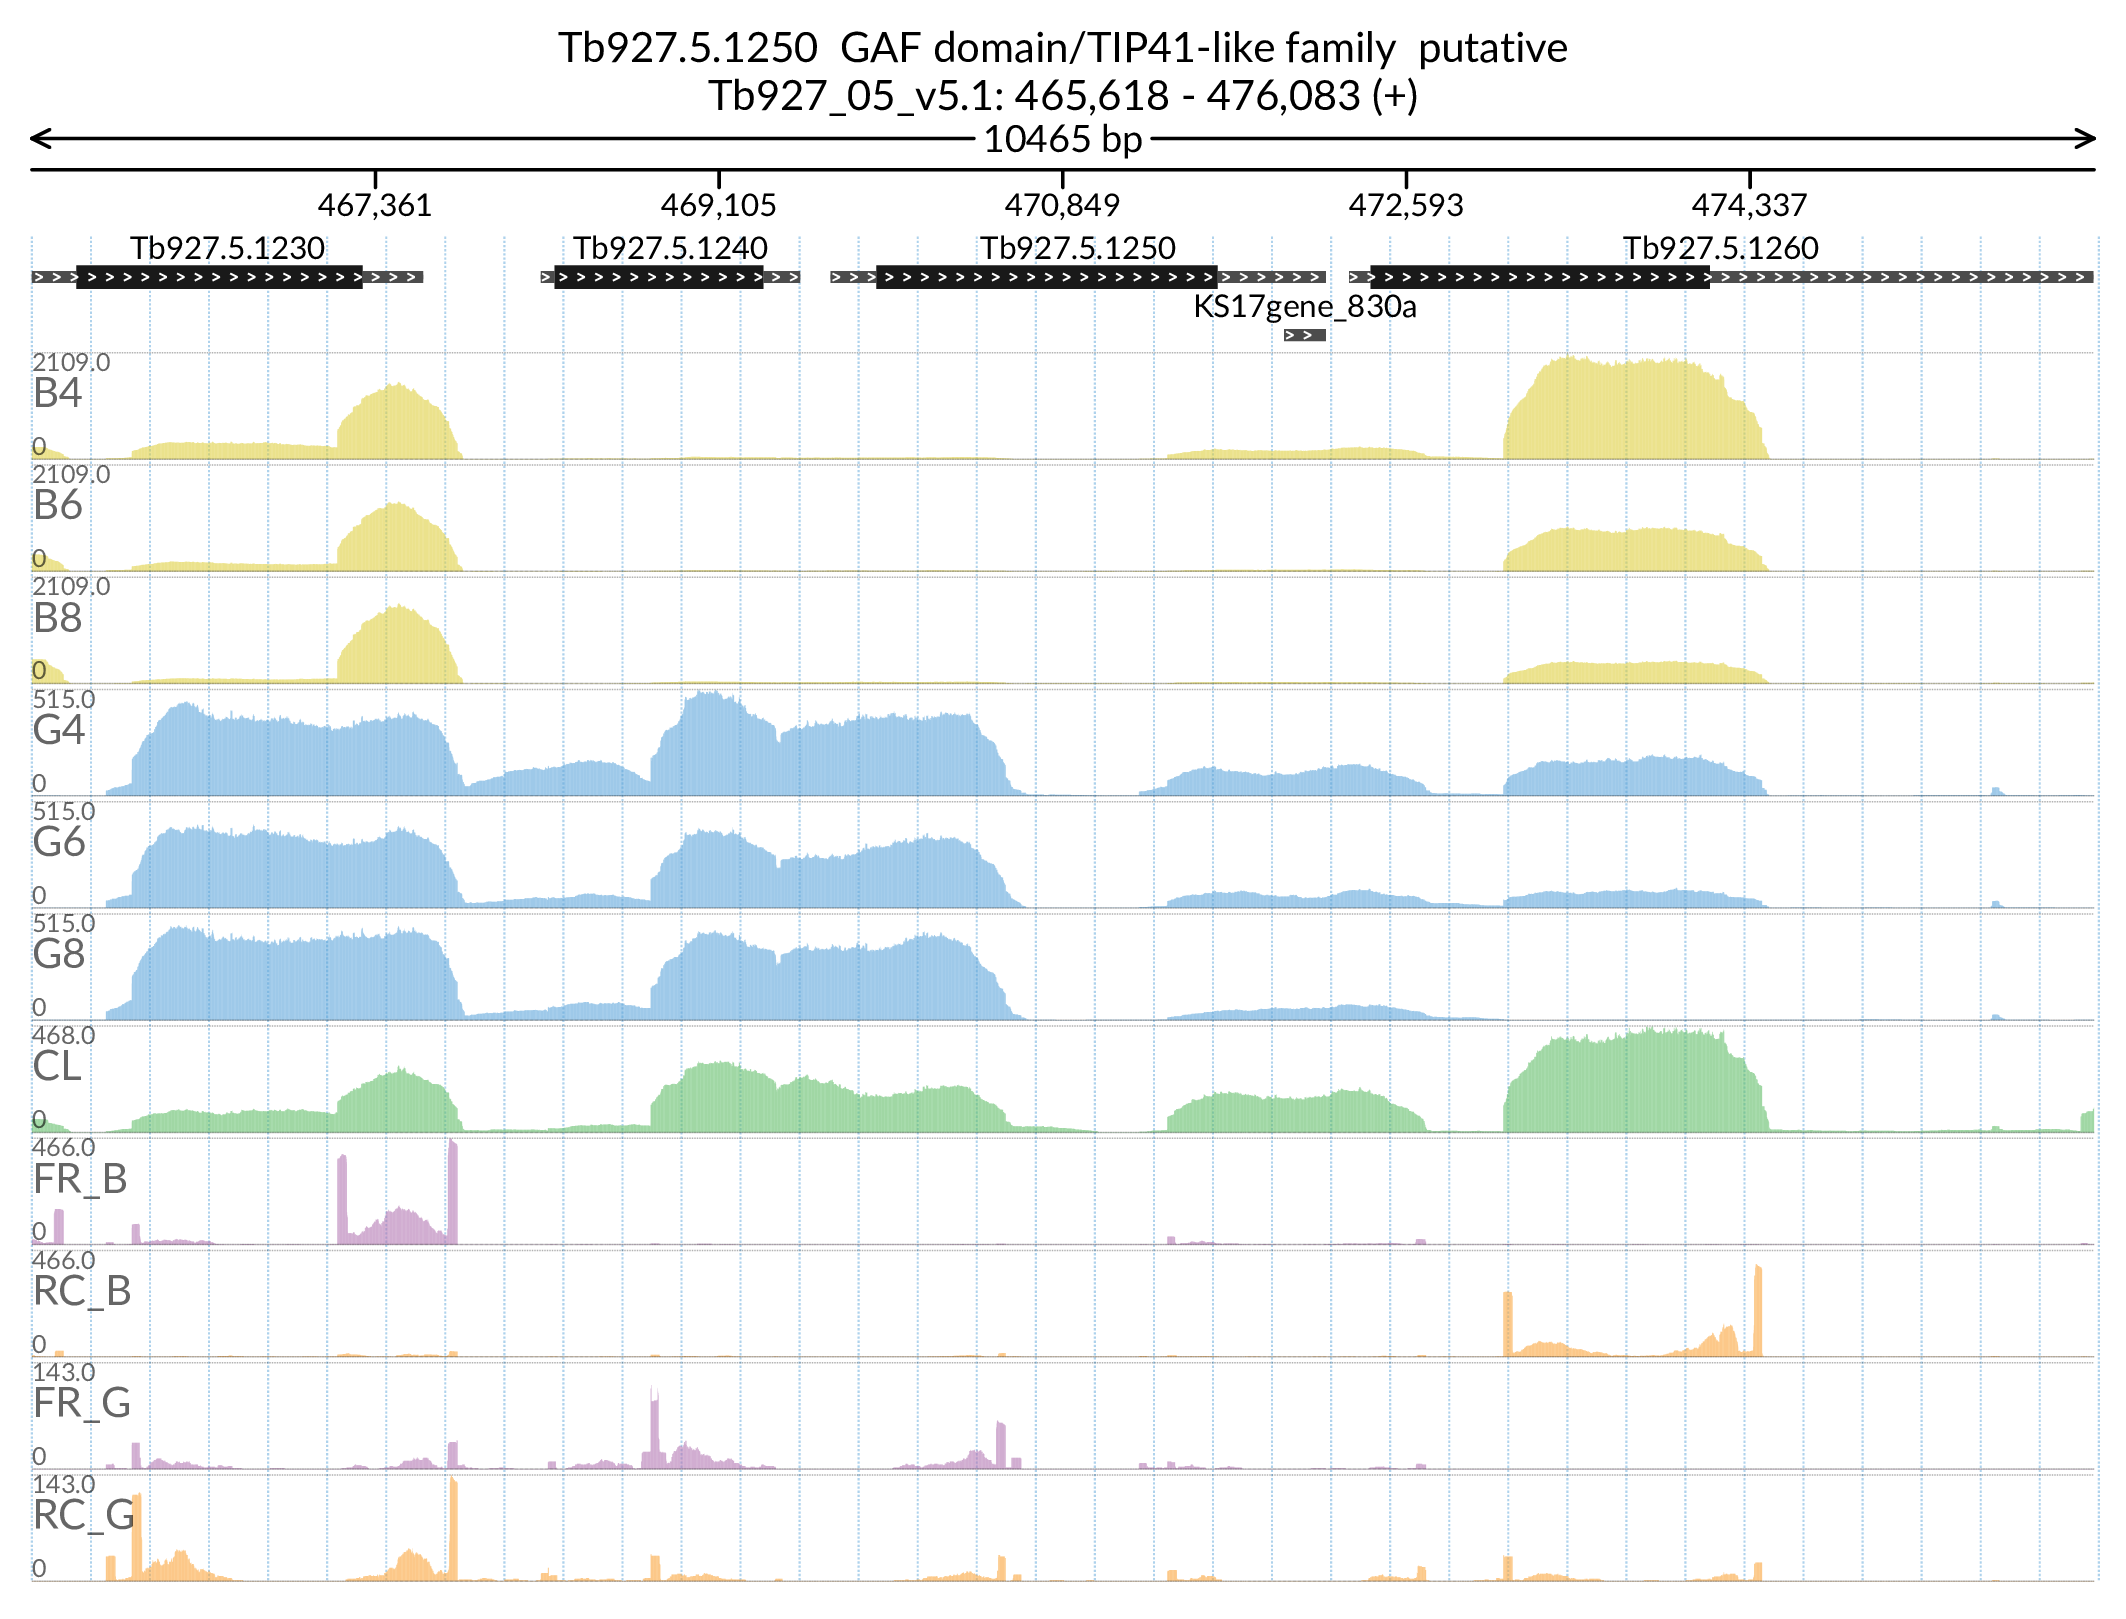 Tb927.5.1250  GAF domain/TIP41-like family  putative
Tb927_05_v5.1: 465,618 - 476,083 (+)
10465 bp
467,361 469,105 470,849 472,593 474,337
Tb927.5.1230 Tb927.5.1240 Tb927.5.1250 Tb927.5.1260
KS17gene_830a
2109.0
B4
0
2109.0
B6
0
2109.0
B8
0
515.0
G4
0
515.0
G6
0
515.0
G8
0
468.0
CL
0
466.0
FR_B
0
466.0
RC_B
0
143.0
FR_G
0
143.0
RC_G
0